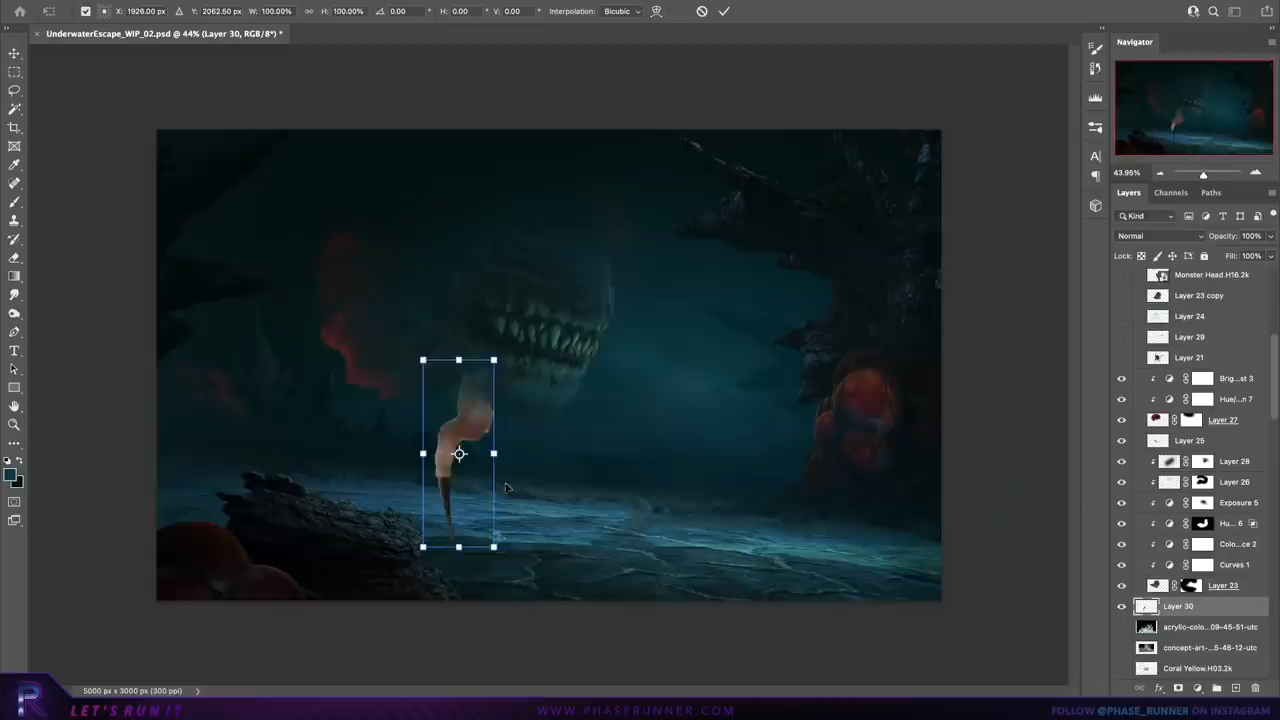 X: 1926.00 px Y: 2062.50 px W: 100.00% H: 100.00% 0.00 ° H: 0.00 ° V: 0.00 ° Interpolation: Bicubic
× UnderwaterEscape_WIP_02.psd @ 44% (Layer 30, RGB/8*) *
Navigator
43.95%
Layers Channels Paths
Kind
Normal Opacity: 100%
Lock: Fill: 100%
Monster Head.H16.2k
Layer 23 copy
Layer 24
Layer 29
Layer 21
Brig...st 3
Hue/...n 7
Layer 27
Layer 25
Layer 28
Layer 26
Exposure 5
Hu... 6
Colo...ce 2
Curves 1
Layer 23
Layer 30
acrylic-colo...09-45-51-utc
concept-art-...5-46-12-utc
Coral Yellow.H03.2k
fx
5000 px x 3000 px (300 ppi)
LET'S RUN IT
WWW.PHASERUNNER.COM
FOLLOW @PHASE_RUNNER ON INSTAGRAM